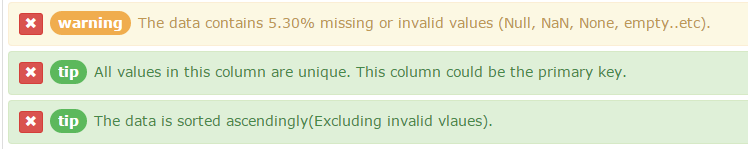 warning The data contains 5.30% missing or invalid values (Null, NaN, None, empty..etc).
tip All values in this column are unique. This column could be the primary key.
tip The data is sorted ascendingly(Excluding invalid vlaues).